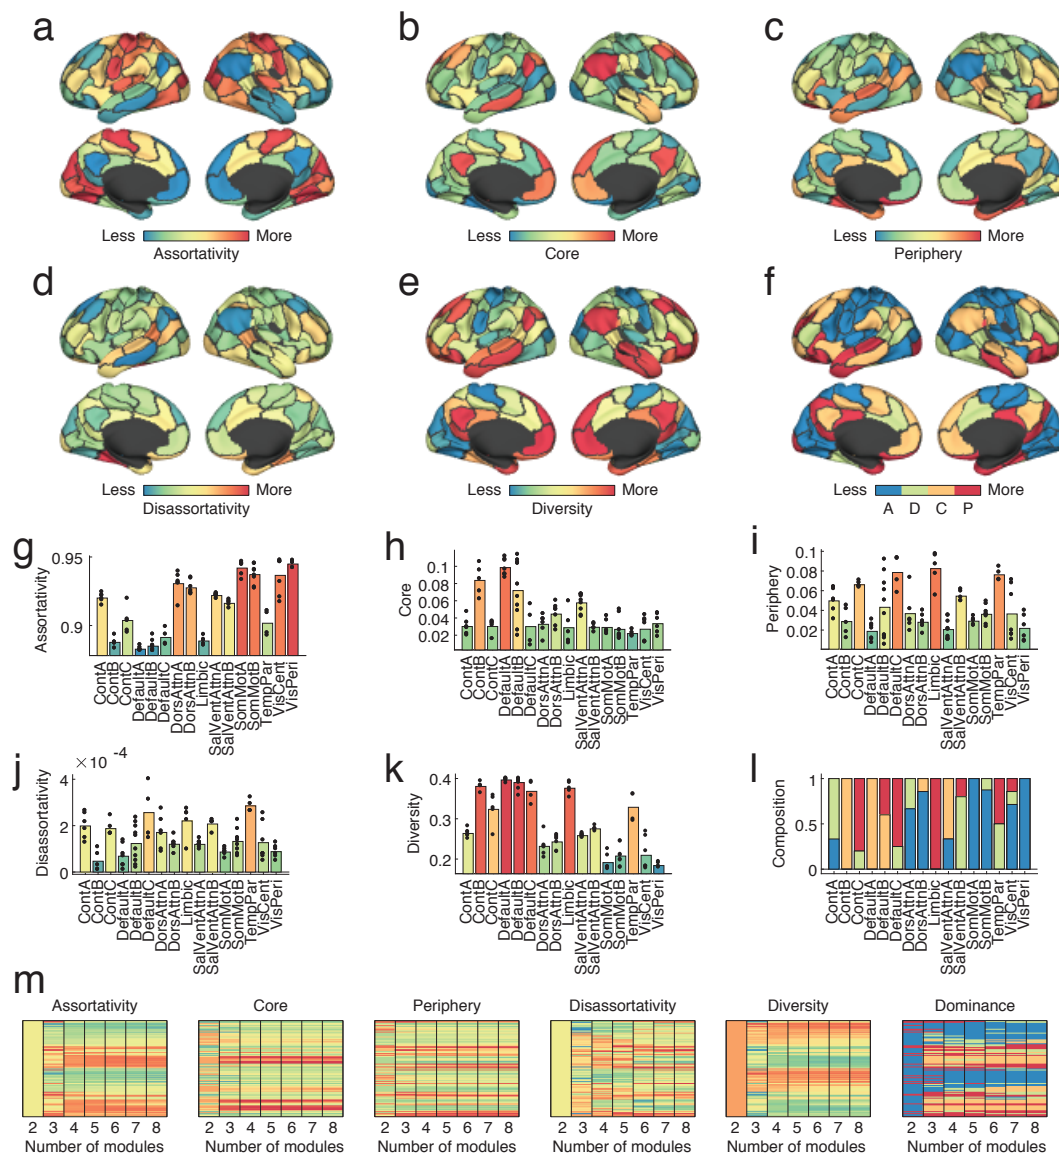 a b c
Less More Less More Less More
Assortativity Core Periphery
d e f
Less More Less More Less More
Disassortativity Diversity A D C P
g h i
Assortativity
0.95
0.9
ContA
ContB
ContC
DefaultA
DefaultB
DefaultC
DorsAttnA
DorsAttnB
Limbic
SalVentAttnA
SalVentAttnB
SomMotA
SomMotB
TempPar
VisCent
VisPeri
Core
0.1
0.08
0.06
0.04
0.02
ContA
ContB
ContC
DefaultA
DefaultB
DefaultC
DorsAttnA
DorsAttnB
Limbic
SalVentAttnA
SalVentAttnB
SomMotA
SomMotB
TempPar
VisCent
VisPeri
Periphery
0.1
0.08
0.06
0.04
0.02
ContA
ContB
ContC
DefaultA
DefaultB
DefaultC
DorsAttnA
DorsAttnB
Limbic
SalVentAttnA
SalVentAttnB
SomMotA
SomMotB
TempPar
VisCent
VisPeri
j k l
Disassortativity
× 10 -4
4
2
0
ContA
ContB
ContC
DefaultA
DefaultB
DefaultC
DorsAttnA
DorsAttnB
Limbic
SalVentAttnA
SalVentAttnB
SomMotA
SomMotB
TempPar
VisCent
VisPeri
Diversity
0.4
0.3
0.2
ContA
ContB
ContC
DefaultA
DefaultB
DefaultC
DorsAttnA
DorsAttnB
Limbic
SalVentAttnA
SalVentAttnB
SomMotA
SomMotB
TempPar
VisCent
VisPeri
Composition
1
0.5
0
ContA
ContB
ContC
DefaultA
DefaultB
DefaultC
DorsAttnA
DorsAttnB
Limbic
SalVentAttnA
SalVentAttnB
SomMotA
SomMotB
TempPar
VisCent
VisPeri
m
Assortativity Core Periphery Disassortativity Diversity Dominance
2 3 4 5 6 7 8 2 3 4 5 6 7 8 2 3 4 5 6 7 8 2 3 4 5 6 7 8 2 3 4 5 6 7 8 2 3 4 5 6 7 8
Number of modules Number of modules Number of modules Number of modules Number of modules Number of modules